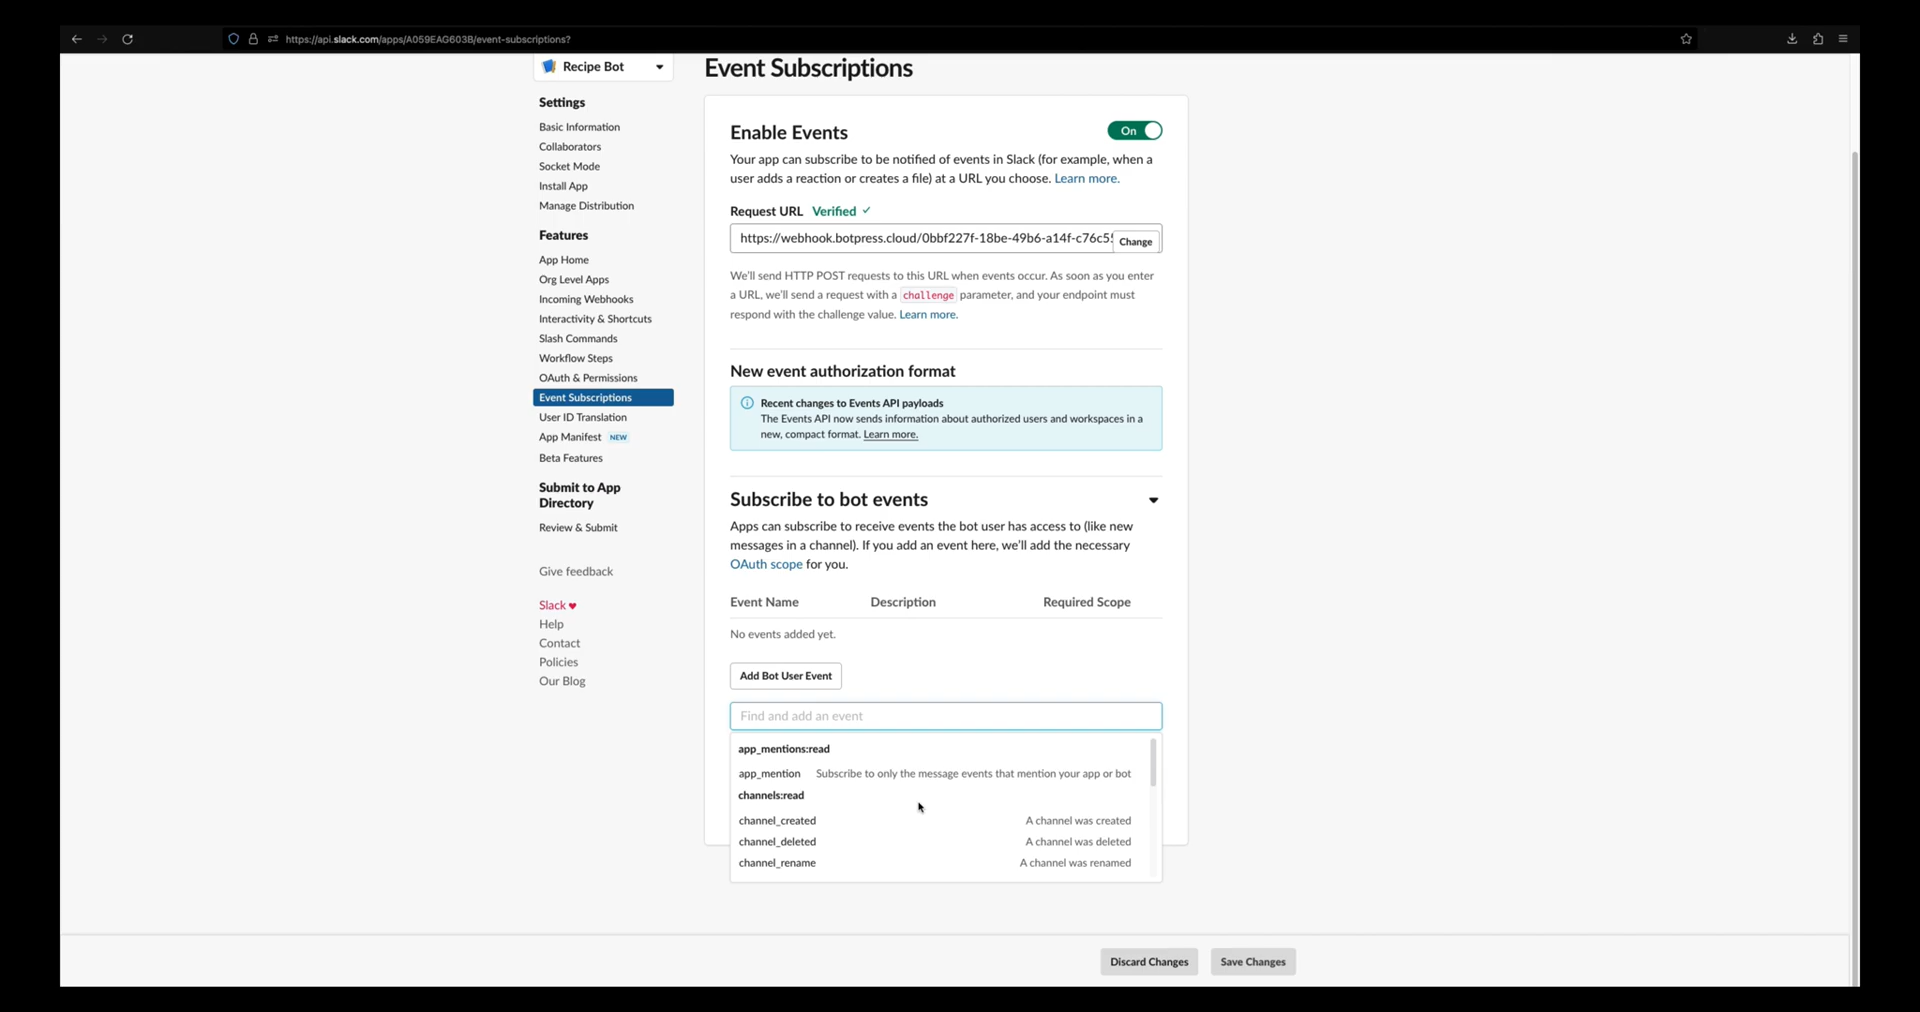 https://api.slack.com/apps/A059EAG603B/event-subscriptions?
Recipe Bot
Settings
Basic Information
Collaborators
Socket Mode
Install App
Manage Distribution
Features
App Home
Org Level Apps
Incoming Webhooks
Interactivity & Shortcuts
Slash Commands
Workflow Steps
OAuth & Permissions
Event Subscriptions
User ID Translation
App Manifest NEW
Beta Features
Submit to App
Directory
Review & Submit
Give feedback
Slack ♥
Help
Contact
Policies
Our Blog
Event Subscriptions
Enable Events
On
Your app can subscribe to be notified of events in Slack (for example, when a
user adds a reaction or creates a file) at a URL you choose. Learn more.
Request URL Verified ✓
https://webhook.botpress.cloud/0bbf227f-18be-49b6-a14f-c76c55
Change
We'll send HTTP POST requests to this URL when events occur. As soon as you enter
a URL, we'll send a request with a challenge parameter, and your endpoint must
respond with the challenge value. Learn more.
New event authorization format
Recent changes to Events API payloads
The Events API now sends information about authorized users and workspaces in a
new, compact format. Learn more.
Subscribe to bot events
Apps can subscribe to receive events the bot user has access to (like new
messages in a channel). If you add an event here, we'll add the necessary
OAuth scope for you.
Event Name Description Required Scope
No events added yet.
Add Bot User Event
Find and add an event
app_mentions:read
app_mention Subscribe to only the message events that mention your app or bot
channels:read
channel_created A channel was created
channel_deleted A channel was deleted
channel_rename A channel was renamed
Discard Changes Save Changes